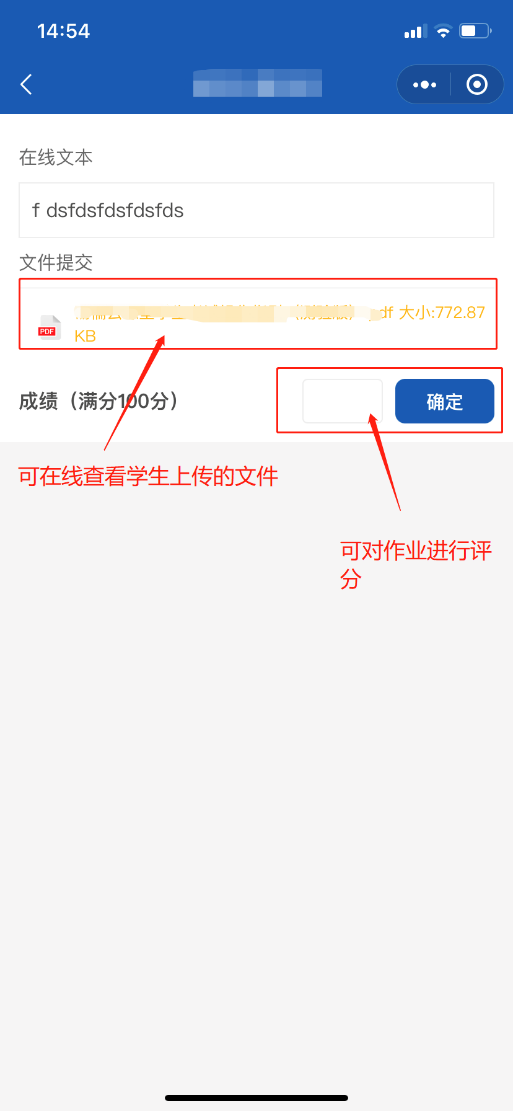 14:54
在线文本
f dsfdsfdsfdsfds
文件提交
df 大小:772.87
KB
PDF
成绩（满分100分）
确定
可在线查看学生上传的文件
可对作业进行评
分